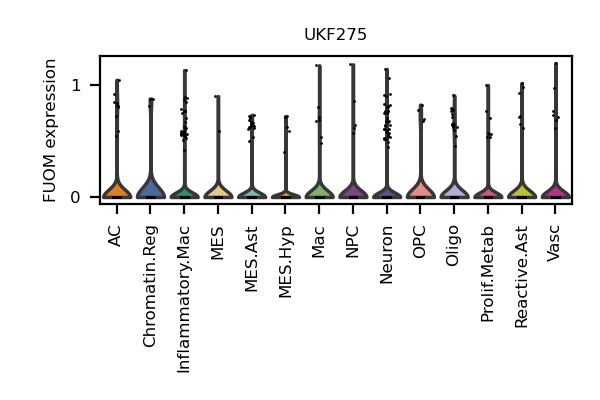 UKF275
FUOM expression
1
0
AC
Chromatin.Reg
Inflammatory.Mac
MES
MES.Ast
MES.Hyp
Mac
NPC
Neuron
OPC
Oligo
Prolif.Metab
Reactive.Ast
Vasc